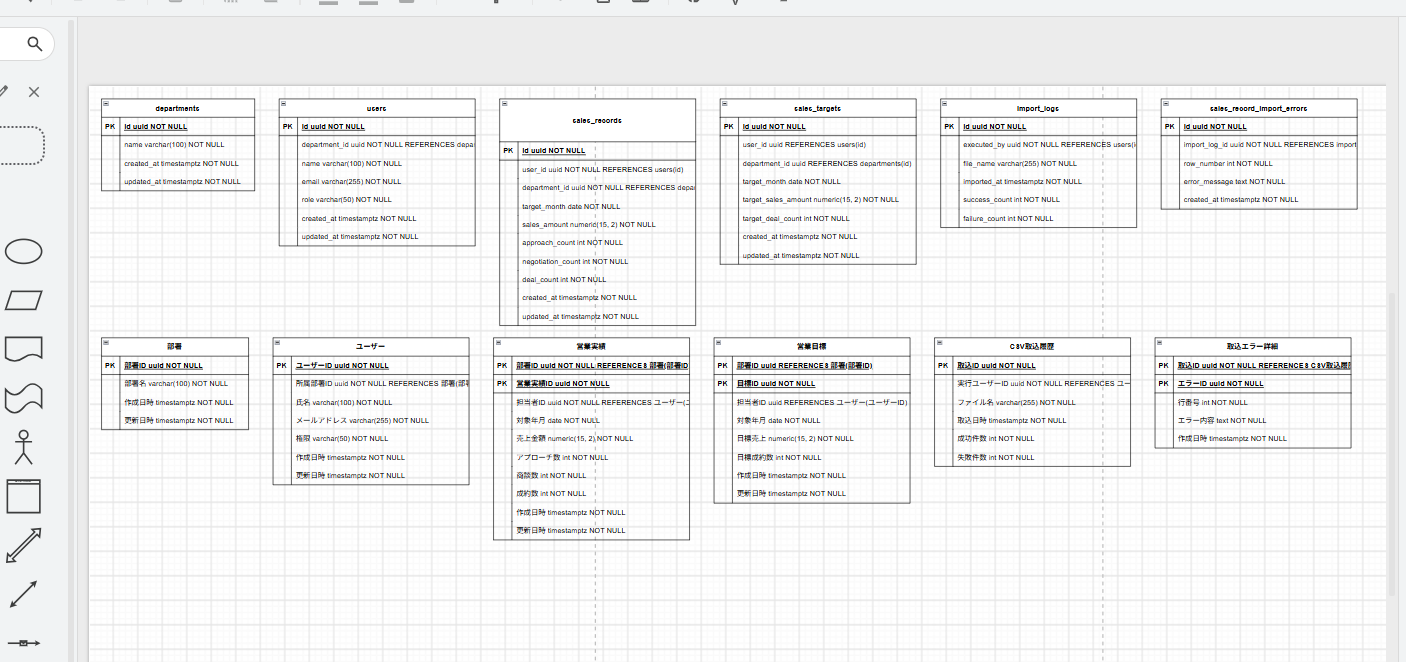 departments
PK id uuid NOT NULL
name varchar(100) NOT NULL
created_at timestamptz NOT NULL
updated_at timestamptz NOT NULL
users
PK id uuid NOT NULL
department_id uuid NOT NULL REFERENCES depa
name varchar(100) NOT NULL
email varchar(255) NOT NULL
role varchar(50) NOT NULL
created_at timestamptz NOT NULL
updated_at timestamptz NOT NULL
sales_records
PK id uuid NOT NULL
user_id uuid NOT NULL REFERENCES users(id)
department_id uuid NOT NULL REFERENCES depa
target_month date NOT NULL
sales_amount numeric(15, 2) NOT NULL
approach_count int NOT NULL
negotiation_count int NOT NULL
deal_count int NOT NULL
created_at timestamptz NOT NULL
updated_at timestamptz NOT NULL
sales_targets
PK id uuid NOT NULL
user_id uuid REFERENCES users(id)
department_id uuid REFERENCES departments(id)
target_month date NOT NULL
target_sales_amount numeric(15, 2) NOT NULL
target_deal_count int NOT NULL
created_at timestamptz NOT NULL
updated_at timestamptz NOT NULL
import_logs
PK id uuid NOT NULL
executed_by uuid NOT NULL REFERENCES users(i
file_name varchar(255) NOT NULL
imported_at timestamptz NOT NULL
success_count int NOT NULL
failure_count int NOT NULL
sales_record_import_errors
PK id uuid NOT NULL
import_log_id uuid NOT NULL REFERENCES import
row_number int NOT NULL
error_message text NOT NULL
created_at timestamptz NOT NULL
部署
PK 部署ID uuid NOT NULL
部署名 varchar(100) NOT NULL
作成日時 timestamptz NOT NULL
更新日時 timestamptz NOT NULL
ユーザー
PK ユーザーID uuid NOT NULL
所属部署ID uuid NOT NULL REFERENCES 部署(部
氏名 varchar(100) NOT NULL
メールアドレス varchar(255) NOT NULL
権限 varchar(50) NOT NULL
作成日時 timestamptz NOT NULL
更新日時 timestamptz NOT NULL
営業実績
PK 部署ID uuid NOT NULL REFERENCES 部署(部署ID
PK 営業実績ID uuid NOT NULL
担当者ID uuid NOT NULL REFERENCES ユーザー(
対象年月 date NOT NULL
売上金額 numeric(15, 2) NOT NULL
アプローチ数 int NOT NULL
商談数 int NOT NULL
成約数 int NOT NULL
作成日時 timestamptz NOT NULL
更新日時 timestamptz NOT NULL
営業目標
PK 部署ID uuid REFERENCES 部署(部署ID)
PK 目標ID uuid NOT NULL
担当者ID uuid REFERENCES ユーザー(ユーザーID)
対象年月 date NOT NULL
目標売上 numeric(15, 2) NOT NULL
目標成約数 int NOT NULL
作成日時 timestamptz NOT NULL
更新日時 timestamptz NOT NULL
CSV取込履歴
PK 取込ID uuid NOT NULL
実行ユーザーID uuid NOT NULL REFERENCES ユー
ファイル名 varchar(255) NOT NULL
取込日時 timestamptz NOT NULL
成功件数 int NOT NULL
失敗件数 int NOT NULL
取込エラー詳細
PK 取込ID uuid NOT NULL REFERENCES CSV取込履
PK エラーID uuid NOT NULL
行番号 int NOT NULL
エラー内容 text NOT NULL
作成日時 timestamptz NOT NULL